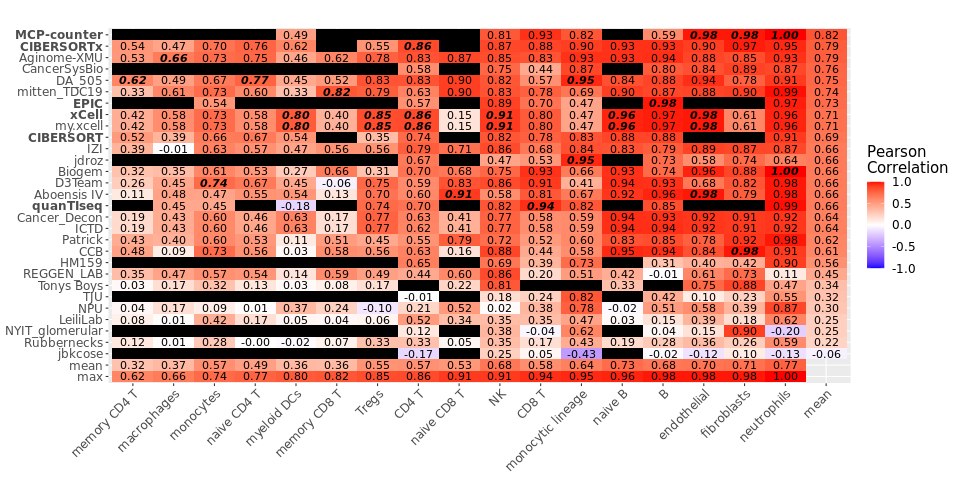 MCP-counter 0.49 0.81 0.93 0.82 0.59 0.98 0.98 1.00 0.82
CIBERSORTx 0.54 0.47 0.70 0.76 0.62 0.55 0.86 0.87 0.88 0.90 0.93 0.93 0.90 0.97 0.95 0.79
Aginome-XMU 0.53 0.66 0.73 0.75 0.46 0.62 0.78 0.83 0.87 0.85 0.83 0.93 0.93 0.94 0.88 0.85 0.93 0.79
CancerSysBio 0.58 0.75 0.44 0.87 0.80 0.84 0.89 0.87 0.76
DA_505 0.62 0.49 0.67 0.77 0.45 0.52 0.83 0.83 0.90 0.82 0.57 0.95 0.84 0.88 0.94 0.78 0.91 0.75
mitten_TDC19 0.33 0.61 0.73 0.60 0.33 0.82 0.79 0.63 0.90 0.83 0.78 0.69 0.90 0.87 0.88 0.90 0.99 0.74
EPIC 0.54 0.57 0.89 0.70 0.47 0.98 0.97 0.73
xCell 0.42 0.58 0.73 0.58 0.80 0.40 0.85 0.86 0.15 0.91 0.80 0.47 0.96 0.97 0.98 0.61 0.96 0.71
my.xcell 0.42 0.58 0.73 0.58 0.80 0.40 0.85 0.86 0.15 0.91 0.80 0.47 0.96 0.97 0.98 0.61 0.96 0.71
CIBERSORT 0.52 0.39 0.66 0.67 0.54 0.35 0.74 0.82 0.78 0.83 0.88 0.88 0.91 0.69
IZI 0.39 -0.01 0.63 0.57 0.47 0.56 0.56 0.79 0.71 0.86 0.68 0.84 0.83 0.79 0.89 0.87 0.87 0.66
jdroz 0.67 0.47 0.53 0.95 0.73 0.58 0.74 0.64 0.66
Biogem 0.32 0.35 0.61 0.53 0.27 0.66 0.31 0.70 0.68 0.75 0.93 0.66 0.93 0.74 0.96 0.88 1.00 0.66
D3Team 0.26 0.45 0.74 0.47 0.45 -0.06 0.75 0.59 0.83 0.86 0.91 0.41 0.94 0.93 0.68 0.82 0.98 0.66
Aboensis IV 0.11 0.48 0.47 0.55 0.54 0.13 0.70 0.60 0.91 0.58 0.81 0.67 0.92 0.96 0.98 0.79 0.98 0.66
quanTIseq 0.45 0.45 -0.18 0.74 0.70 0.82 0.94 0.82 0.85 0.99 0.66
Cancer_Decon 0.19 0.43 0.60 0.46 0.63 0.17 0.77 0.63 0.41 0.77 0.58 0.59 0.94 0.93 0.92 0.91 0.92 0.64
ICTD 0.19 0.43 0.60 0.46 0.63 0.17 0.77 0.62 0.41 0.77 0.58 0.59 0.94 0.94 0.92 0.91 0.92 0.64
Patrick 0.43 0.40 0.60 0.53 0.11 0.51 0.45 0.55 0.79 0.72 0.52 0.60 0.83 0.85 0.78 0.92 0.98 0.62
CCB 0.48 0.09 0.73 0.56 0.03 0.58 0.56 0.63 0.16 0.88 0.44 0.58 0.95 0.94 0.84 0.98 0.91 0.61
HM159 0.65 0.69 0.39 0.73 0.31 0.40 0.42 0.90 0.56
REGGEN_LAB 0.35 0.47 0.57 0.54 0.14 0.59 0.49 0.44 0.60 0.86 0.20 0.51 0.42 -0.01 0.61 0.73 0.11 0.45
Tonys Boys 0.03 0.17 0.32 0.13 0.03 0.08 0.17 0.22 0.81 0.33 0.75 0.88 0.47 0.34
TJU -0.01 0.18 0.24 0.82 0.42 0.10 0.23 0.55 0.32
NPU 0.04 0.17 0.09 0.01 0.37 0.24 -0.10 0.21 0.52 0.02 0.38 0.78 -0.02 0.51 0.58 0.39 0.87 0.30
LeiliLab 0.08 0.01 0.42 0.17 0.05 0.04 0.06 0.52 0.34 0.35 0.35 0.47 0.03 0.15 0.39 0.18 0.62 0.25
NYIT_glomerular 0.12 0.38 -0.04 0.62 0.04 0.15 0.90 -0.20 0.25
Rubbernecks 0.12 0.01 0.28 -0.00 -0.02 0.07 0.33 0.33 0.05 0.35 0.17 0.43 0.19 0.28 0.36 0.26 0.59 0.22
jbkcose -0.17 0.25 0.05 -0.43 -0.02 -0.12 0.10 -0.13 -0.06
mean 0.32 0.37 0.57 0.49 0.36 0.36 0.55 0.57 0.53 0.68 0.58 0.64 0.73 0.68 0.70 0.71 0.77
max 0.62 0.66 0.74 0.77 0.80 0.82 0.85 0.86 0.91 0.91 0.94 0.95 0.96 0.98 0.98 0.98 1.00
memory CD4 T
macrophages
monocytes
naive CD4 T
myeloid DCs
memory CD8 T
Tregs
CD4 T
naive CD8 T
NK
CD8 T
monocytic lineage
naive B
B
endothelial
fibroblasts
neutrophils
mean
Pearson
Correlation
1.0
0.5
0.0
-0.5
-1.0